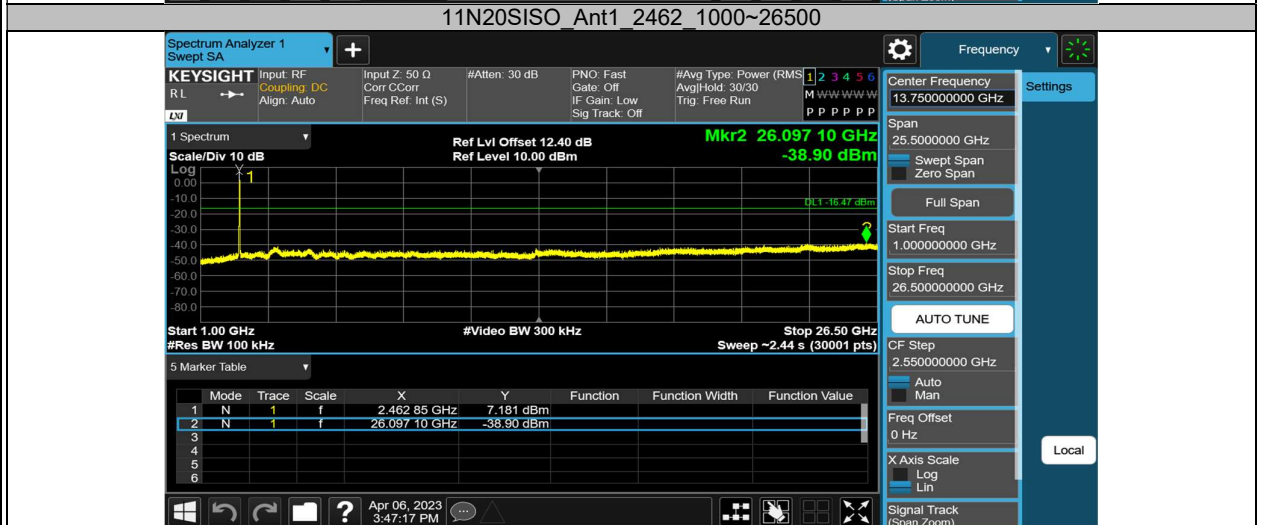 11N20SISO_Ant1_2462_1000~26500
Spectrum Analyzer 1
Swept SA
Frequency
KEYSIGHT
RL
LXI
Input: RF
Coupling: DC
Align: Auto
Input Z: 50 Ω
Corr CCorr
Freq Ref: Int (S)
#Atten: 30 dB
PNO: Fast
Gate: Off
IF Gain: Low
Sig Track: Off
#Avg Type: Power (RMS
Avg|Hold: 30/30
Trig: Free Run
1 2 3 4 5 6
M W W W W W
P P P P P P
1 Spectrum
Scale/Div 10 dB
Ref Lvl Offset 12.40 dB
Ref Level 10.00 dBm
Mkr2 26.097 10 GHz
-38.90 dBm
Log
1
0.00
-10.0
DL1 -16.47 dBm
-20.0
-30.0
-40.0
-50.0
-60.0
-70.0
-80.0
Start 1.00 GHz
#Video BW 300 kHz
Stop 26.50 GHz
#Res BW 100 kHz
Sweep ~2.44 s (30001 pts)
5 Marker Table
Mode Trace Scale X Y Function Function Width Function Value
1 N 1 f 2.462 85 GHz 7.181 dBm
2 N 1 f 26.097 10 GHz -38.90 dBm
3
4
5
6
Apr 06, 2023
3:47:17 PM
Center Frequency
13.750000000 GHz
Settings
Span
25.5000000 GHz
Swept Span
Zero Span
Full Span
Start Freq
1.000000000 GHz
Stop Freq
26.500000000 GHz
AUTO TUNE
CF Step
2.550000000 GHz
Auto
Man
Freq Offset
0 Hz
Local
X Axis Scale
Log
Lin
Signal Track
(Span Zoom)